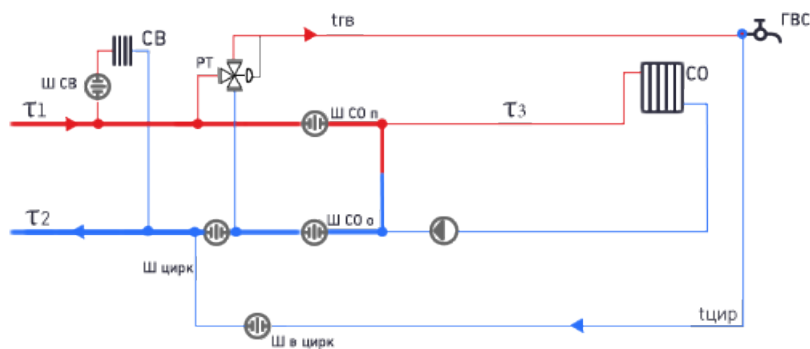 tгв
ГВС
СВ
РТ
Ш СВ
СО
τ1
Ш СО п
τ3
τ2
Ш СО о
Ш цирк
tцир
Ш в цирк